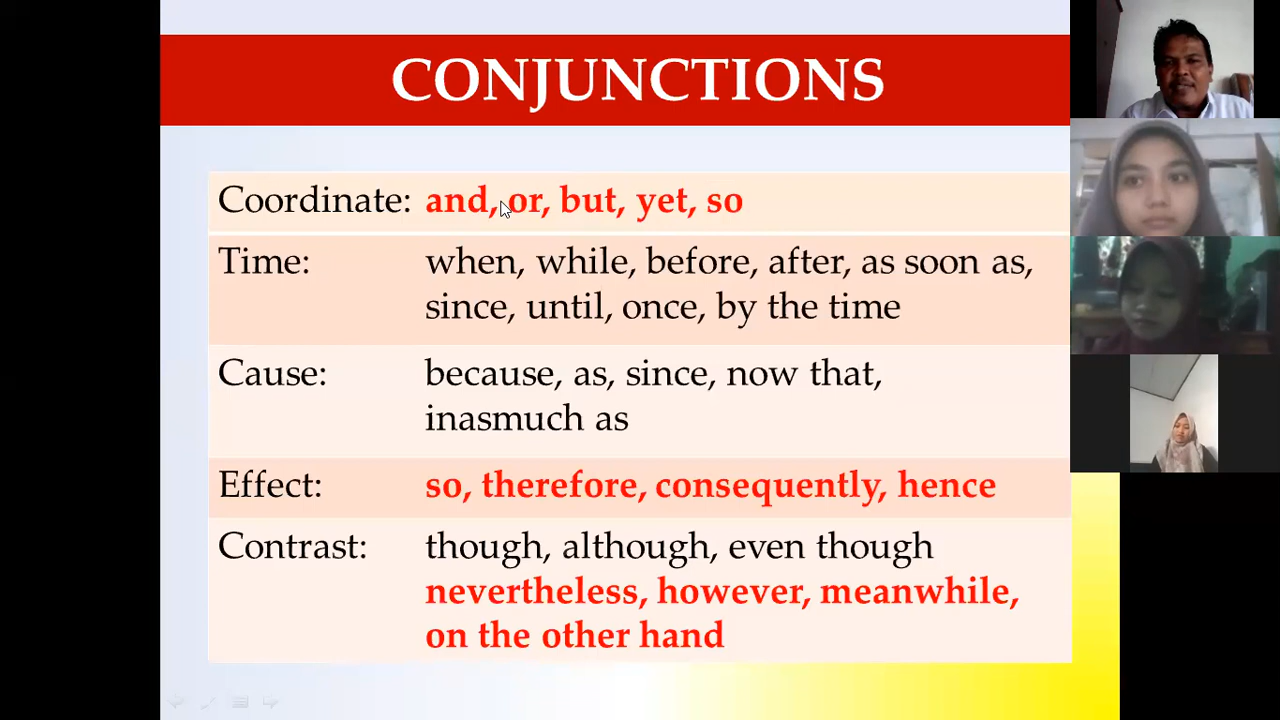 CONJUNCTIONS
Coordinate: and, or, but, yet, so
Time: when, while, before, after, as soon as,
since, until, once, by the time
Cause: because, as, since, now that,
inasmuch as
Effect: so, therefore, consequently, hence
Contrast: though, although, even though
nevertheless, however, meanwhile,
on the other hand